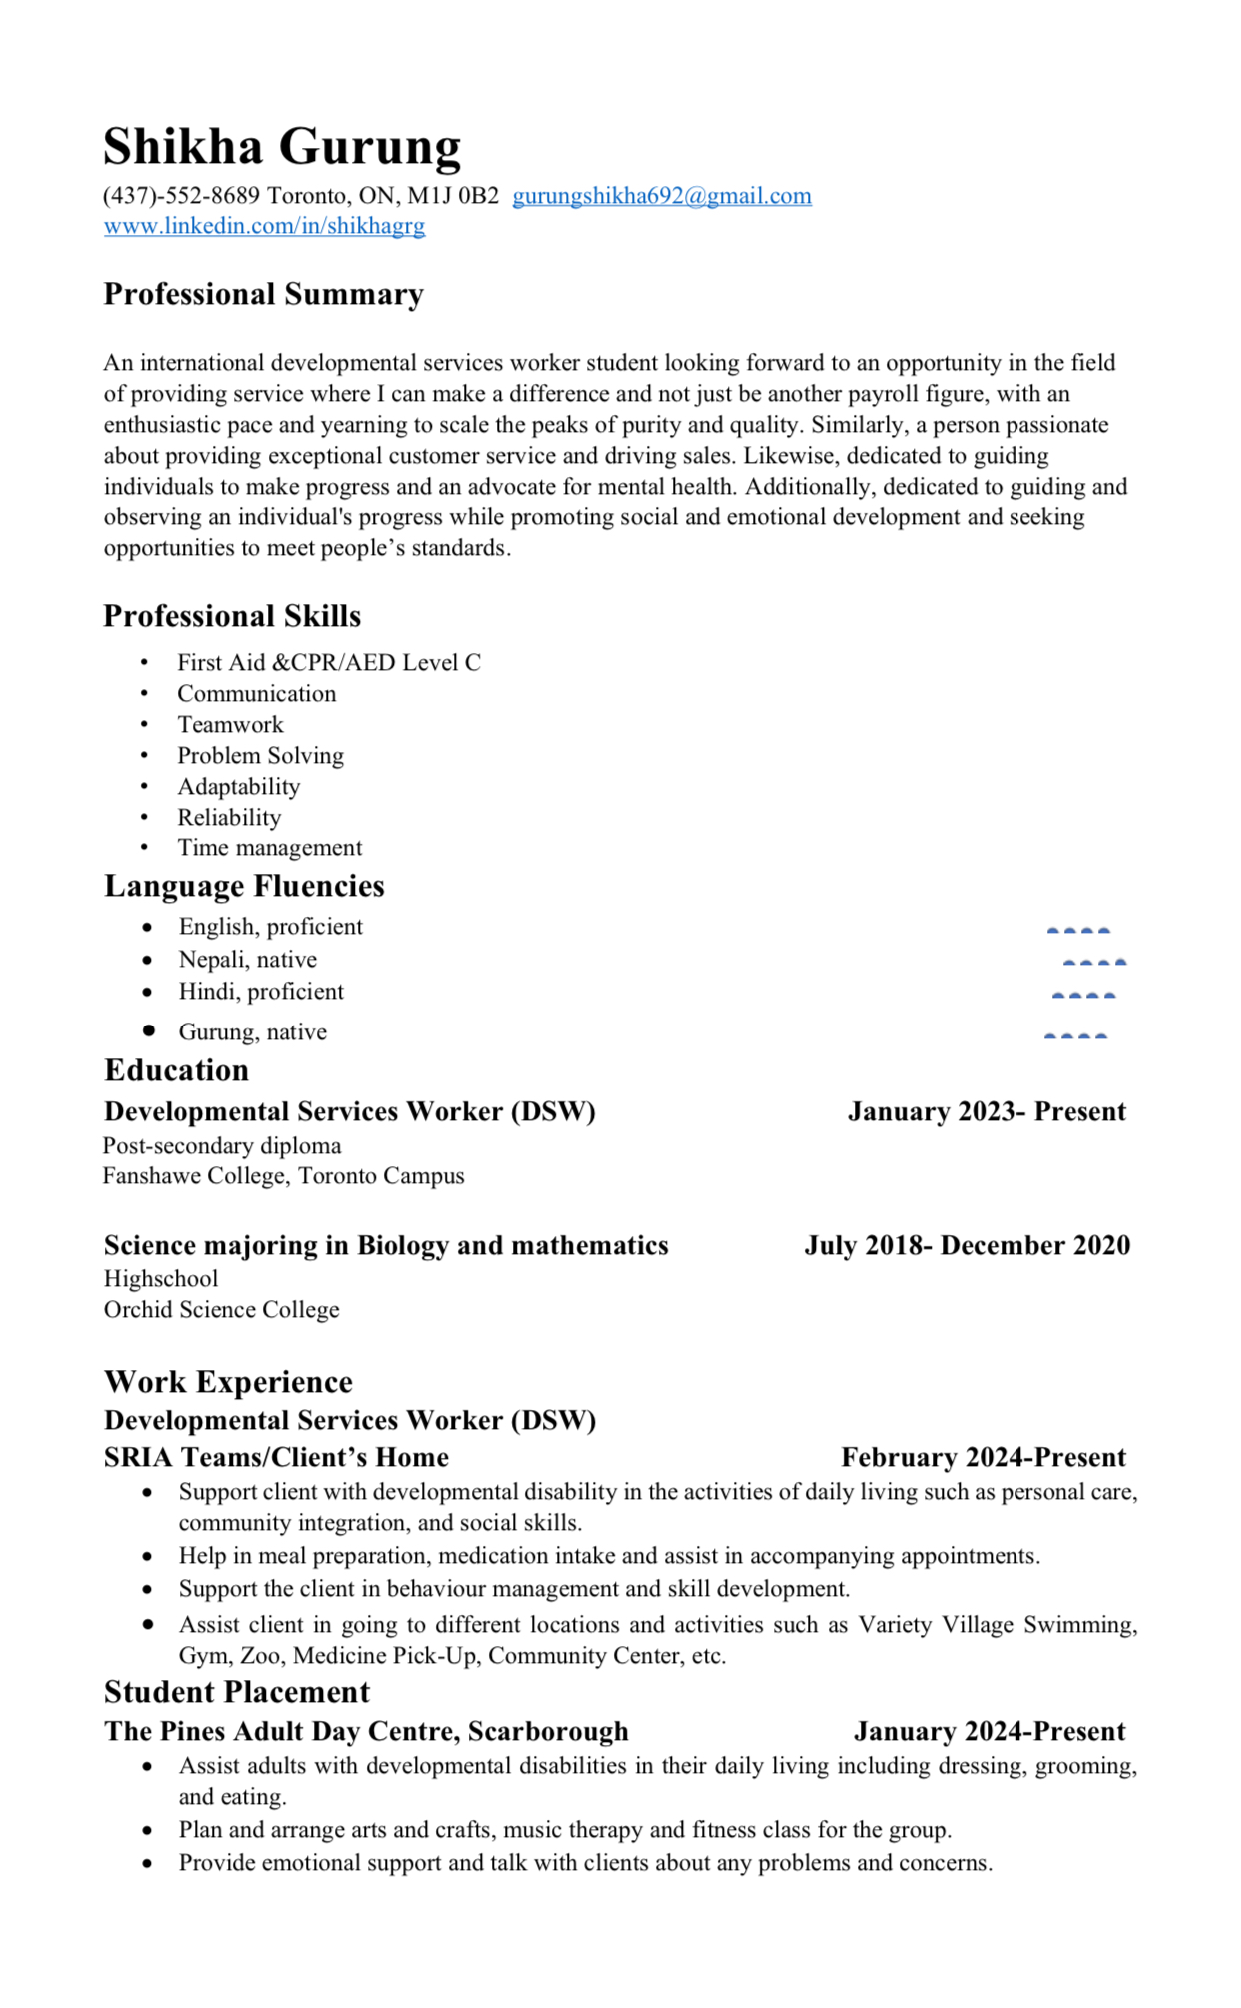 Shikha Gurung
(437)-552-8689 Toronto, ON, M1J 0B2 gurungshikha692@gmail.com
www.linkedin.com/in/shikhagrg
Professional Summary
An international developmental services worker student looking forward to an opportunity in the field
of providing service where I can make a difference and not just be another payroll figure, with an
enthusiastic pace and yearning to scale the peaks of purity and quality. Similarly, a person passionate
about providing exceptional customer service and driving sales. Likewise, dedicated to guiding
individuals to make progress and an advocate for mental health. Additionally, dedicated to guiding and
observing an individual's progress while promoting social and emotional development and seeking
opportunities to meet people’s standards.
Professional Skills
• First Aid &CPR/AED Level C
• Communication
• Teamwork
• Problem Solving
• Adaptability
• Reliability
• Time management
Language Fluencies
• English, proficient
• Nepali, native
• Hindi, proficient
• Gurung, native
Education
Developmental Services Worker (DSW) January 2023- Present
Post-secondary diploma
Fanshawe College, Toronto Campus
Science majoring in Biology and mathematics July 2018- December 2020
Highschool
Orchid Science College
Work Experience
Developmental Services Worker (DSW)
SRIA Teams/Client’s Home February 2024-Present
• Support client with developmental disability in the activities of daily living such as personal care,
community integration, and social skills.
• Help in meal preparation, medication intake and assist in accompanying appointments.
• Support the client in behaviour management and skill development.
• Assist client in going to different locations and activities such as Variety Village Swimming,
Gym, Zoo, Medicine Pick-Up, Community Center, etc.
Student Placement
The Pines Adult Day Centre, Scarborough January 2024-Present
• Assist adults with developmental disabilities in their daily living including dressing, grooming,
and eating.
• Plan and arrange arts and crafts, music therapy and fitness class for the group.
• Provide emotional support and talk with clients about any problems and concerns.